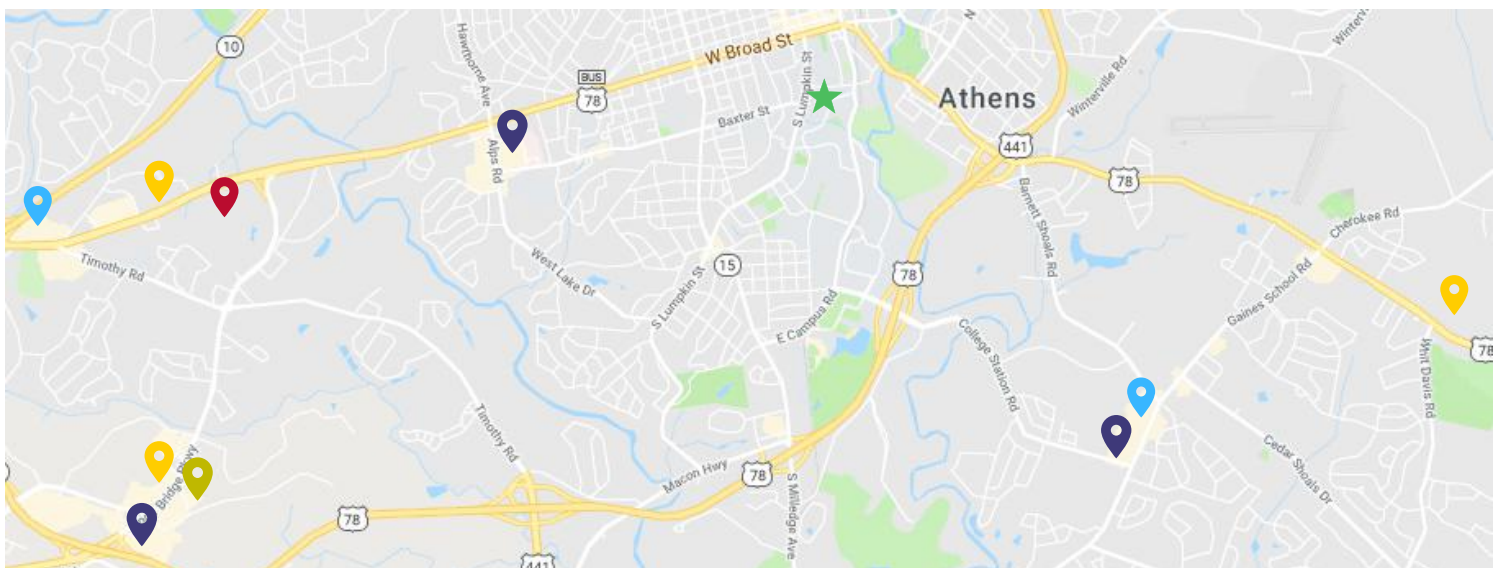 10
Hawthorne Ave
BUS
78
W Broad St
S Lumpkin St
Baxter St
Athens
Winterville Rd
441
Alps Rd
78
Barnett Shoals Rd
Cherokee Rd
Timothy Rd
West Lake Dr
15
S Lumpkin St
78
Gaines School Rd
E Campus Rd
College Station Rd
78
Whit Davis Rd
Timothy Rd
Macon Hwy
78
S Milledge Ave
Cedar Shoals Dr
78
441